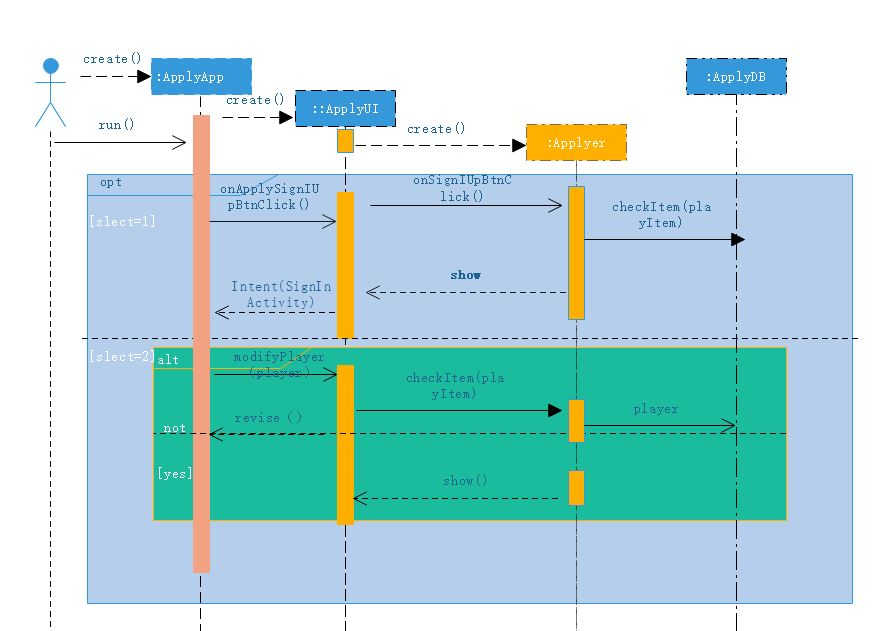 create()
:ApplyApp
:ApplyDB
create()
::ApplyUI
create()
run()
:Applyer
opt
onApplySignIU
pBtnClick()
onSignIUpBtnC
lick()
[slect=1]
checkItem(pla
yItem)
show
Intent(SignIn
Activity)
[slect=2]
alt
modifyPlayer
(player)
checkItem(pla
yItem)
revise ()
player
not
[yes]
show()